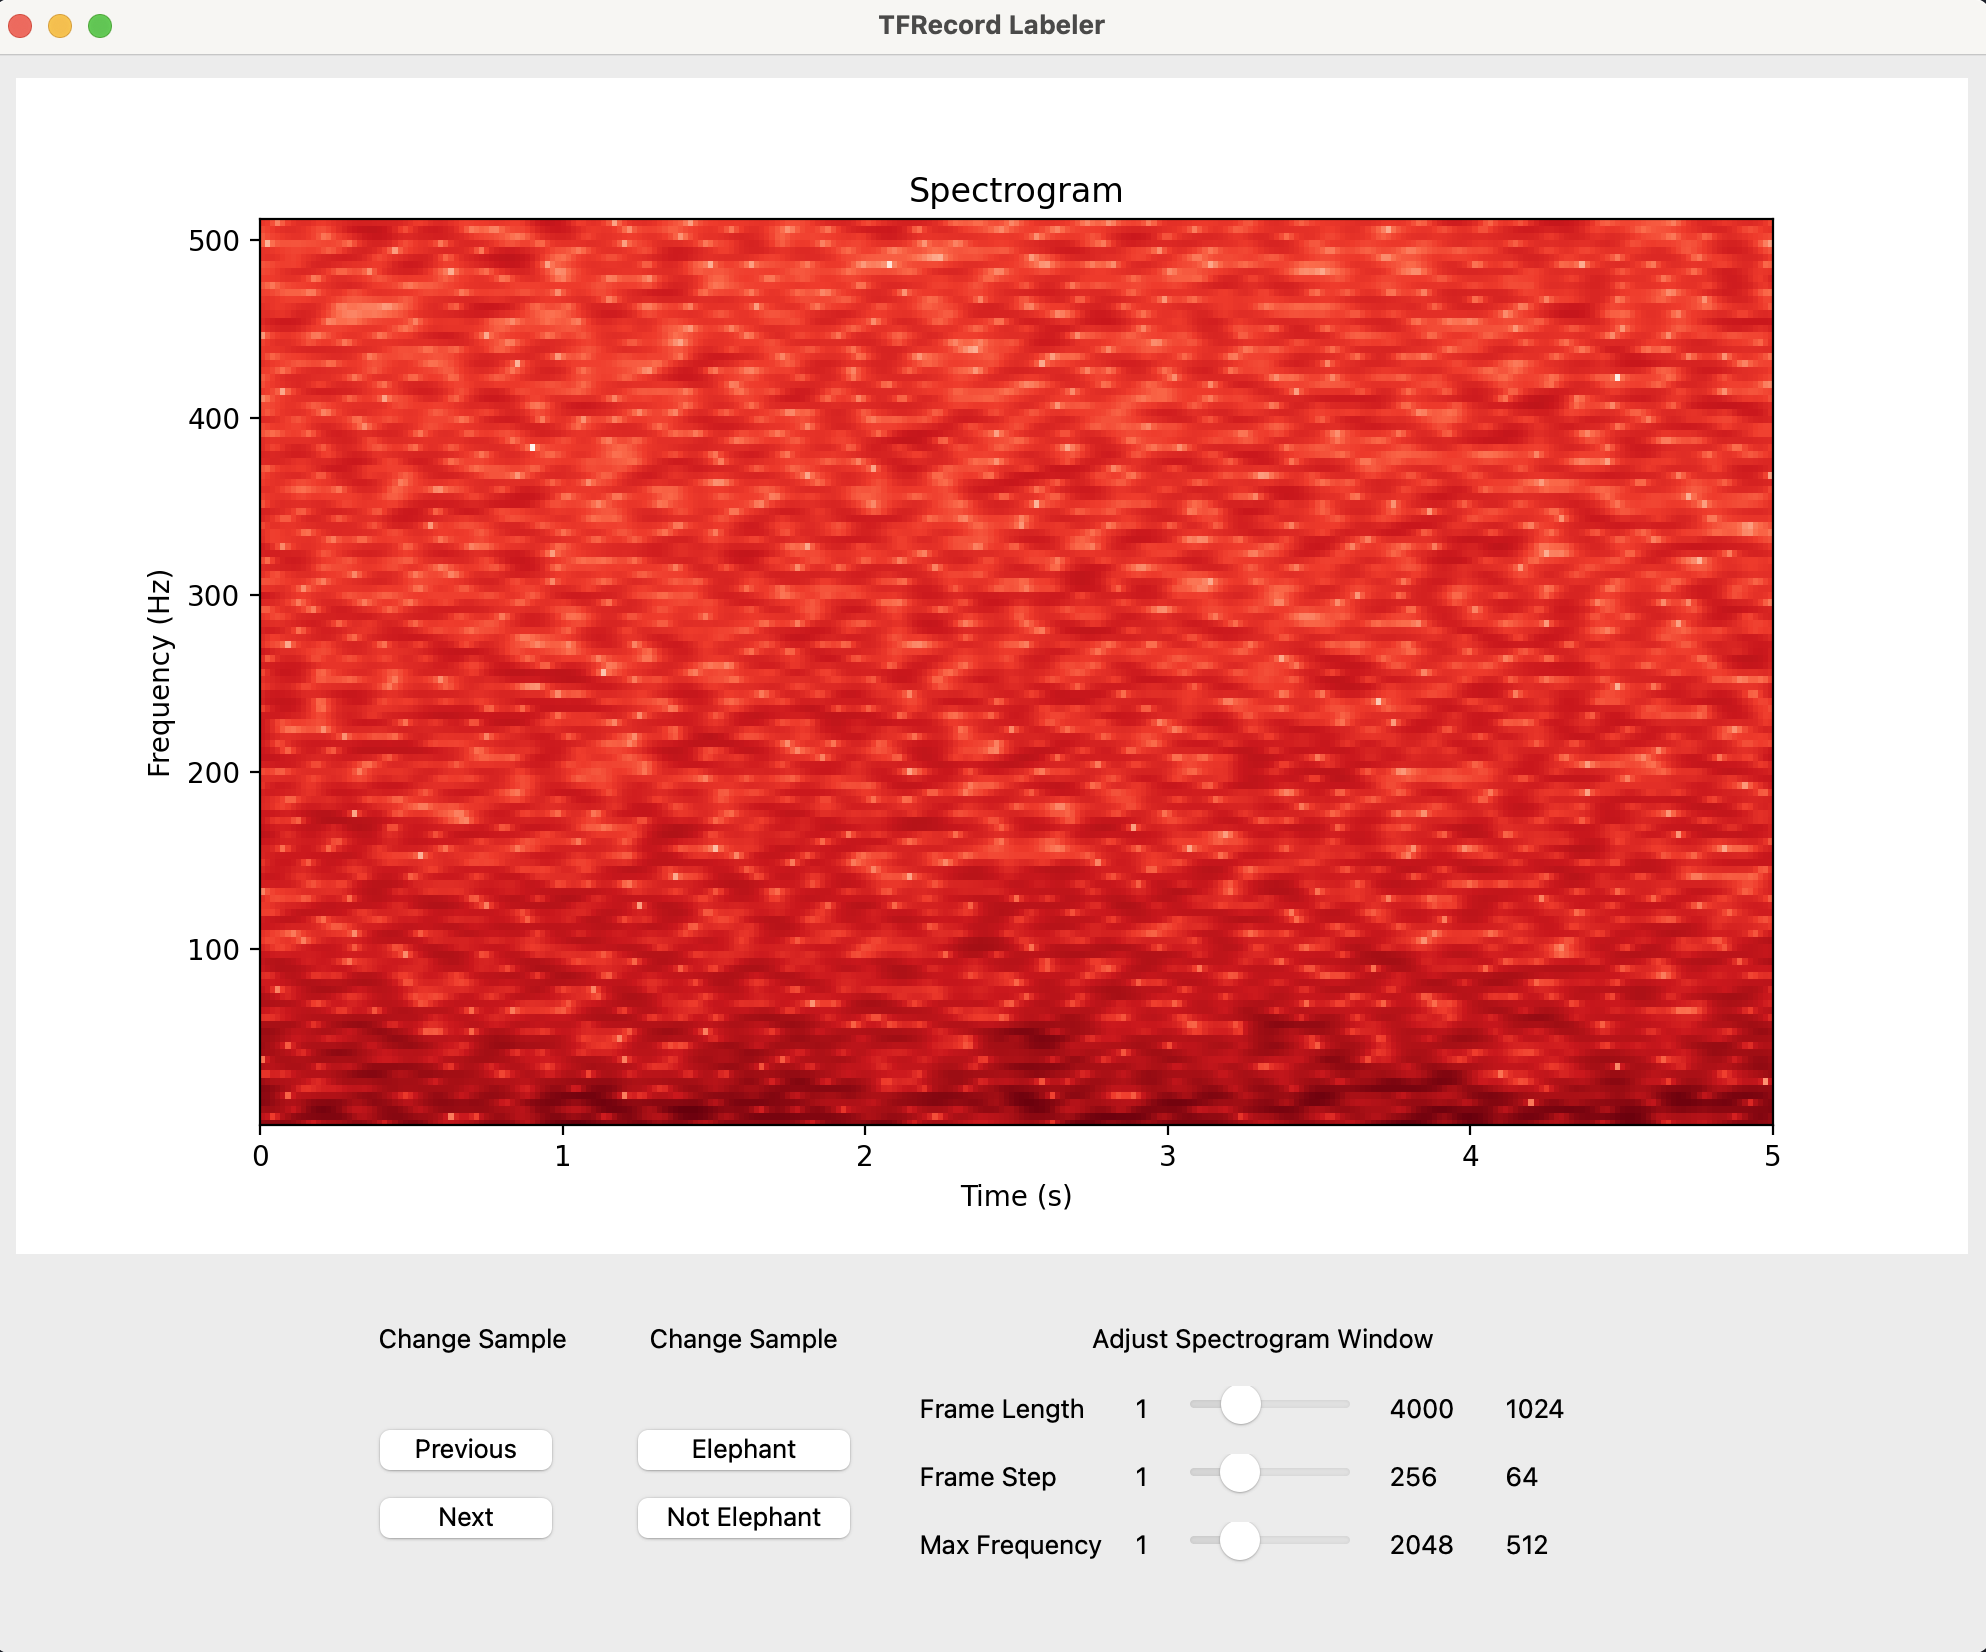 TFRecord Labeler
Spectrogram
500
400
300
200
100
Frequency (Hz)
0 1 2 3 4 5
Time (s)
Change Sample
Previous
Next
Change Sample
Elephant
Not Elephant
Adjust Spectrogram Window
Frame Length 1 4000 1024
Frame Step 1 256 64
Max Frequency 1 2048 512